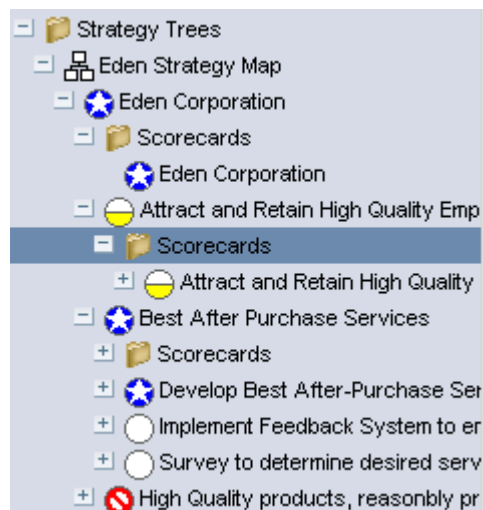 Strategy Trees
Eden Strategy Map
Eden Corporation
Scorecards
Eden Corporation
Attract and Retain High Quality Emp
Scorecards
Attract and Retain High Quality
Best After Purchase Services
Scorecards
Develop Best After-Purchase Ser
Implement Feedback System to er
Survey to determine desired serv
High Quality products, reasonbly pr